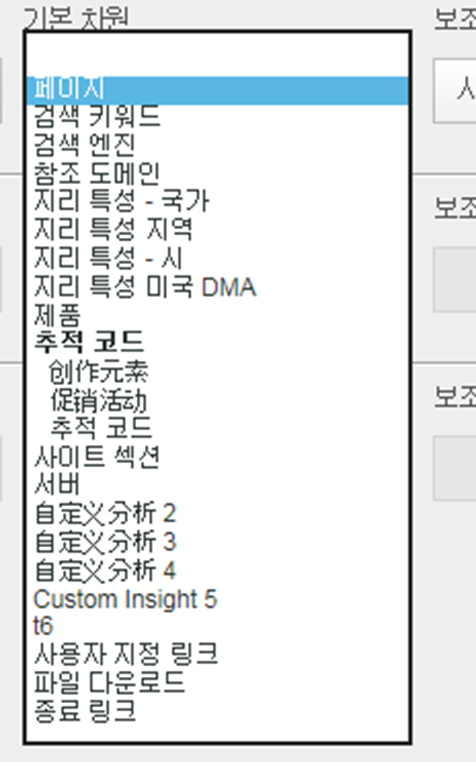 기본 차원
보조
페이지
사
검색 키워드
검색 엔진
참조 도메인
지리 특성 - 국가
보조
지리 특성 지역
지리 특성 - 시
지리 특성 미국 DMA
제품
추적 코드
创作元素
促销活动
보조
추적 코드
사이트 섹션
서버
自定义分析 2
自定义分析 3
自定义分析 4
Custom Insight 5
t6
사용자 지정 링크
파일 다운로드
종료 링크